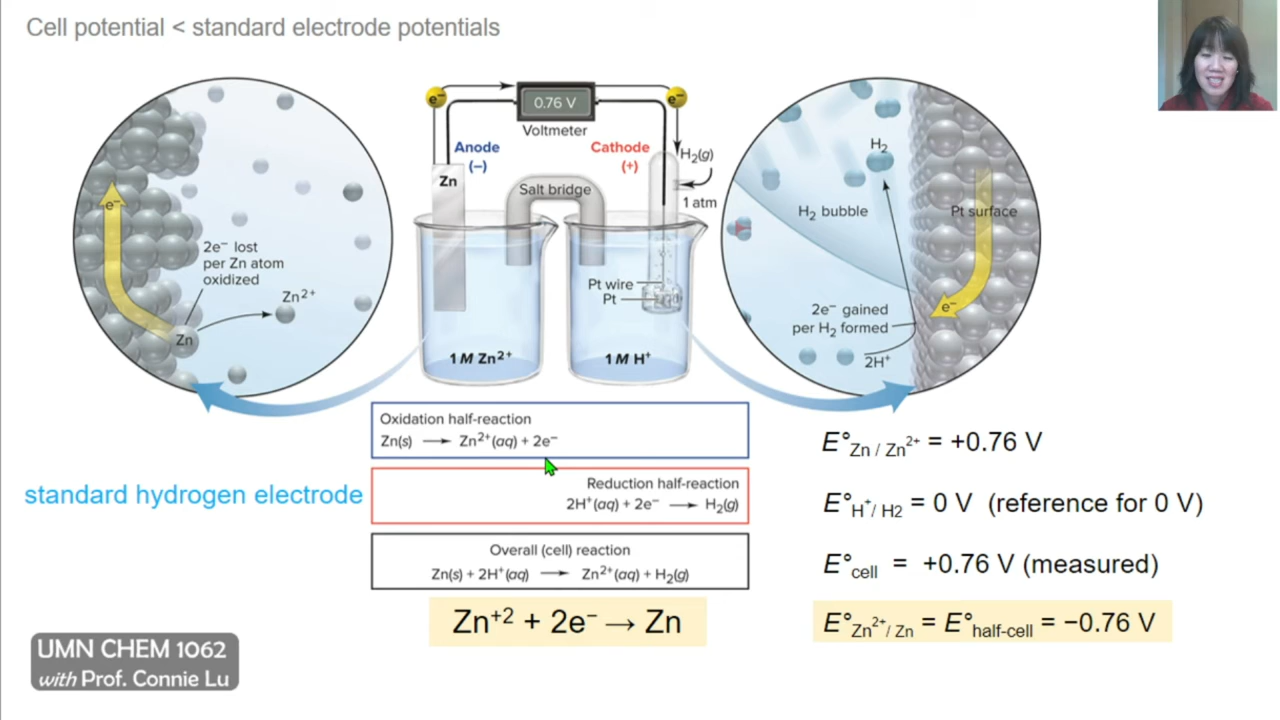 Cell potential < standard electrode potentials
e⁻
0.76 V
e⁻
Voltmeter
Anode
(−)
Cathode
(+)
H₂(g)
Zn
Salt bridge
1 atm
Pt wire
Pt
1 M Zn²⁺
1 M H⁺
e⁻
2e⁻ lost
per Zn atom
oxidized
Zn²⁺
Zn
H₂
H₂ bubble
Pt surface
2e⁻ gained
per H₂ formed
e⁻
2H⁺
Oxidation half-reaction
Zn(s) ⟶ Zn²⁺(aq) + 2e⁻
standard hydrogen electrode
Reduction half-reaction
2H⁺(aq) + 2e⁻ ⟶ H₂(g)
Overall (cell) reaction
Zn(s) + 2H⁺(aq) ⟶ Zn²⁺(aq) + H₂(g)
Zn⁺² + 2e⁻ → Zn
E°Zn / Zn²⁺ = +0.76 V
E°H⁺/ H2 = 0 V (reference for 0 V)
E°cell = +0.76 V (measured)
E°Zn²⁺/ Zn = E°half-cell = −0.76 V
UMN CHEM 1062
with Prof. Connie Lu